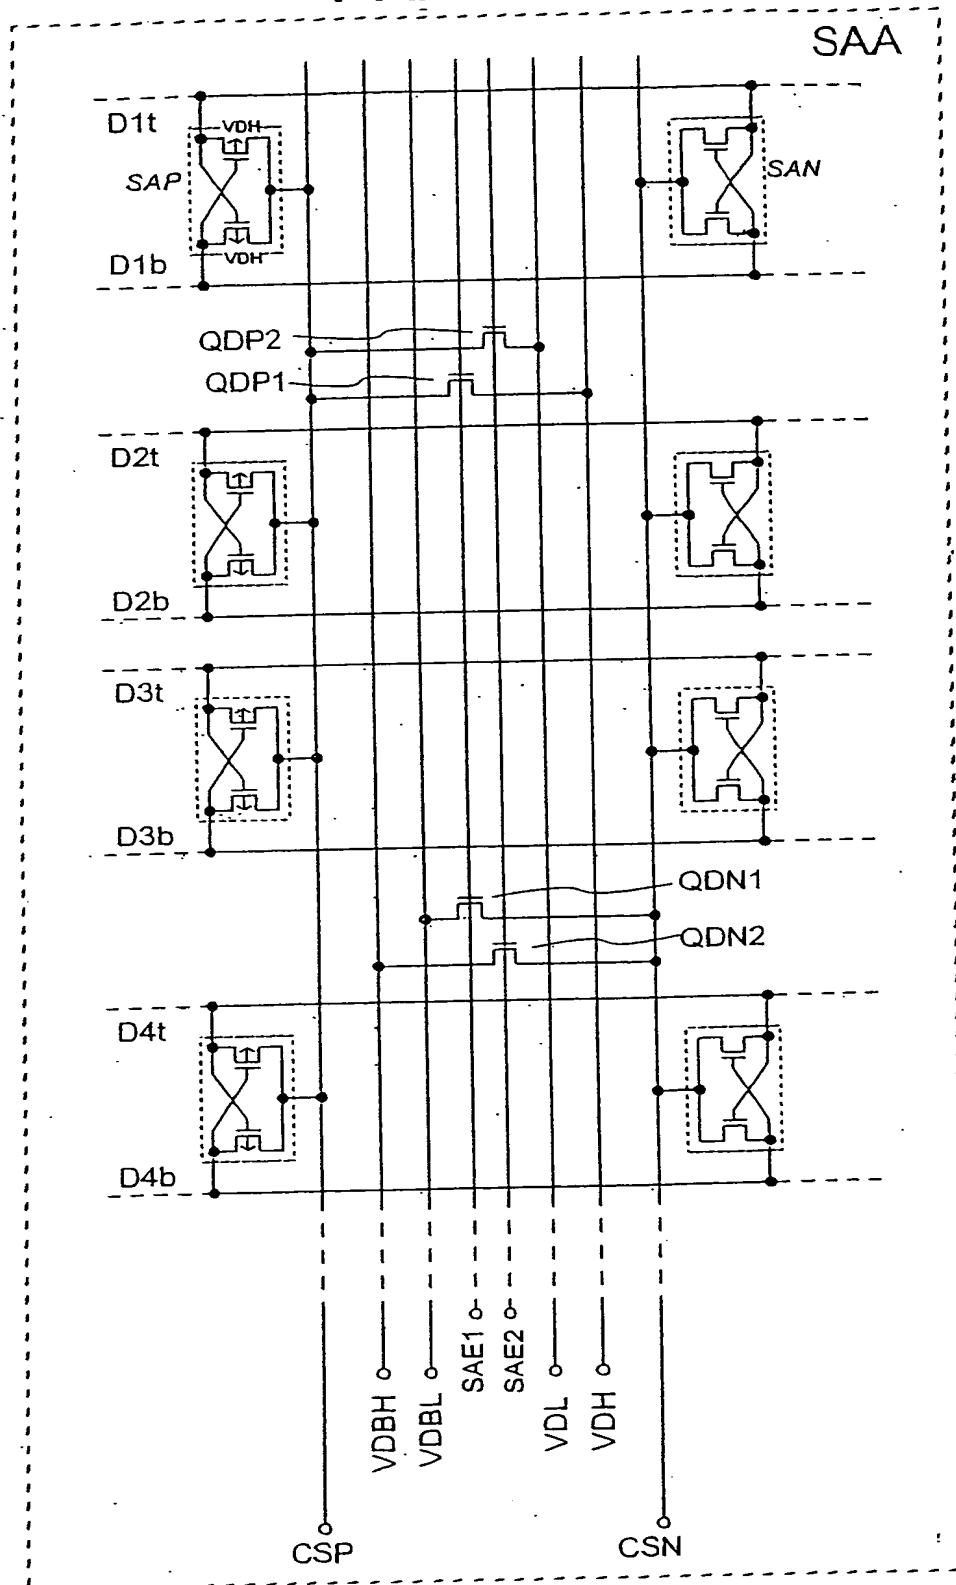 SAA
D1t
VDH
SAP
SAN
VDH
D1b
QDP2
QDP1
D2t
D2b
D3t
D3b
QDN1
QDN2
D4t
D4b
SAE1
SAE2
VDBH
VDBL
VDL
VDH
CSP
CSN